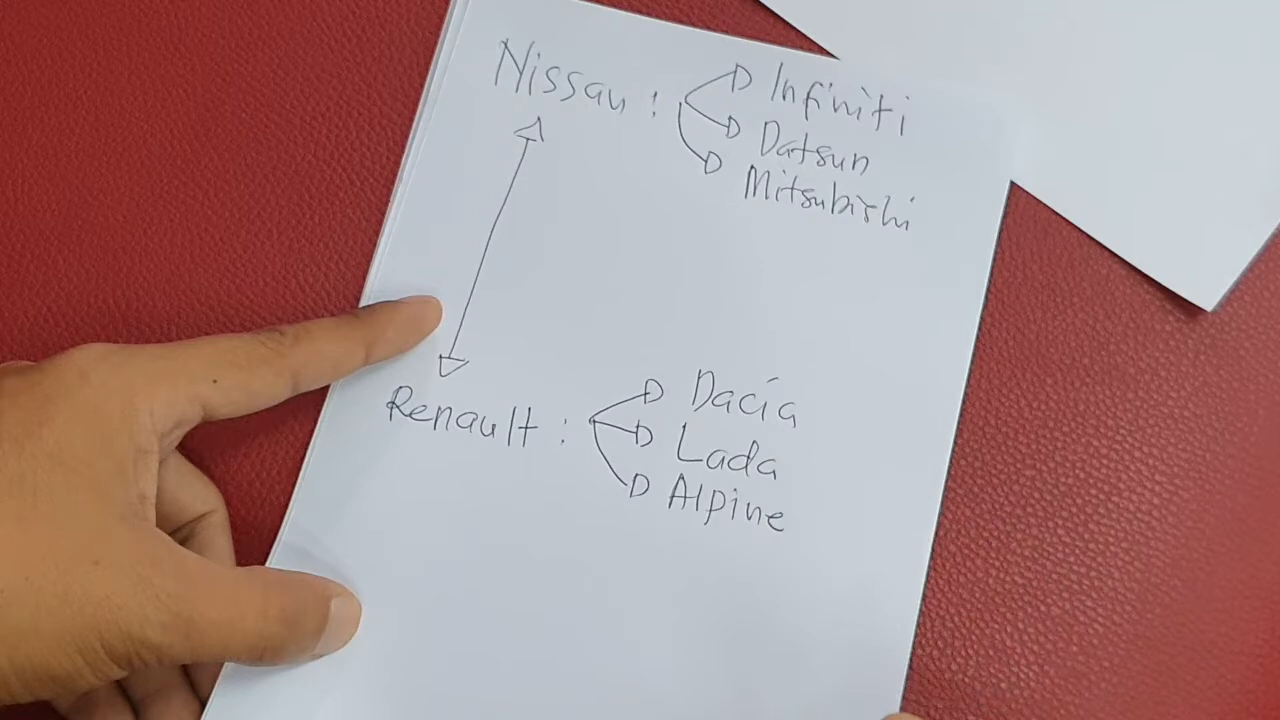 Nissan : Infiniti
Datsun
Mitsubishi
Renault : Dacia
Lada
Alpine